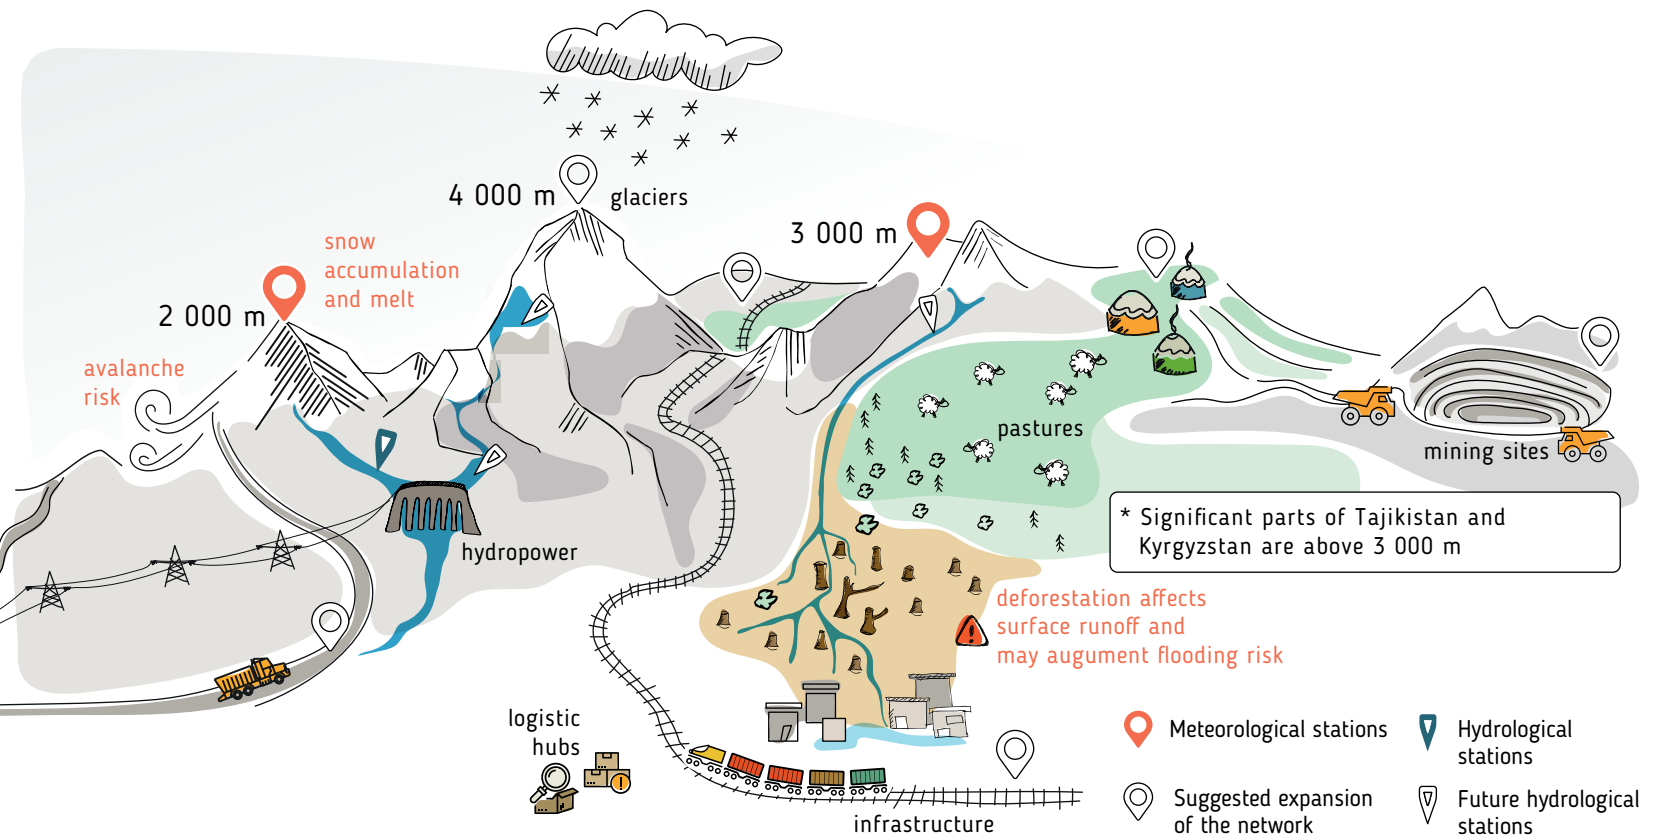 4 000 m
glaciers
3 000 m
snow
accumulation
and melt
2 000 m
avalanche
risk
pastures
mining sites
* Significant parts of Tajikistan and
Kyrgyzstan are above 3 000 m
hydropower
deforestation affects
surface runoff and
may augument flooding risk
logistic
hubs
infrastructure
Meteorological stations
Hydrological
stations
Suggested expansion
of the network
Future hydrological
stations